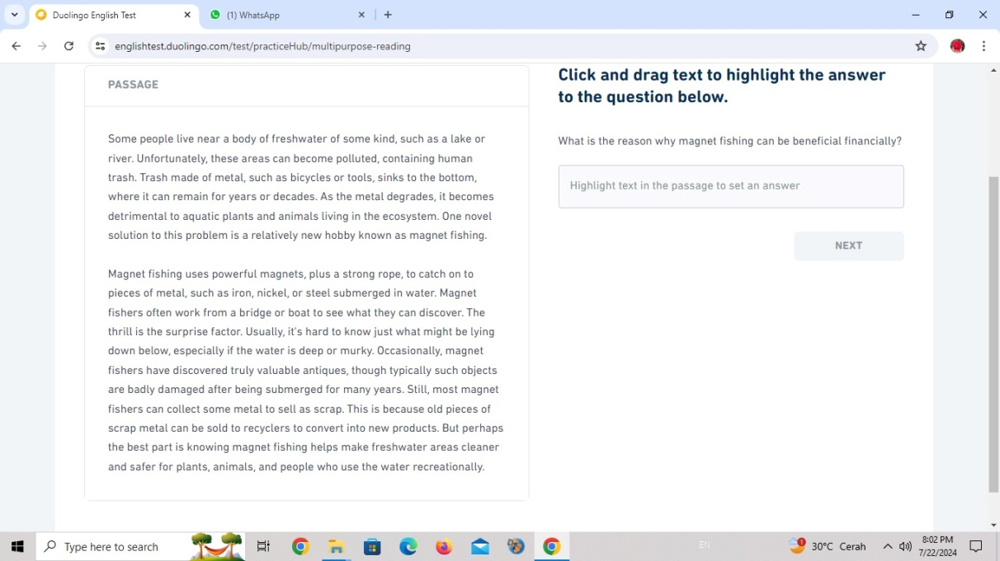 Duolingo English Test
(1) WhatsApp
englishtest.duolingo.com/test/practiceHub/multipurpose-reading
PASSAGE
Some people live near a body of freshwater of some kind, such as a lake or
river. Unfortunately, these areas can become polluted, containing human
trash. Trash made of metal, such as bicycles or tools, sinks to the bottom,
where it can remain for years or decades. As the metal degrades, it becomes
detrimental to aquatic plants and animals living in the ecosystem. One novel
solution to this problem is a relatively new hobby known as magnet fishing.
Magnet fishing uses powerful magnets, plus a strong rope, to catch on to
pieces of metal, such as iron, nickel, or steel submerged in water. Magnet
fishers often work from a bridge or boat to see what they can discover. The
thrill is the surprise factor. Usually, it's hard to know just what might be lying
down below, especially if the water is deep or murky. Occasionally, magnet
fishers have discovered truly valuable antiques, though typically such objects
are badly damaged after being submerged for many years. Still, most magnet
fishers can collect some metal to sell as scrap. This is because old pieces of
scrap metal can be sold to recyclers to convert into new products. But perhaps
the best part is knowing magnet fishing helps make freshwater areas cleaner
and safer for plants, animals, and people who use the water recreationally.
Click and drag text to highlight the answer
to the question below.
What is the reason why magnet fishing can be beneficial financially?
Highlight text in the passage to set an answer
NEXT
Type here to search
EN
1
30°C Cerah
8:02 PM
7/22/2024